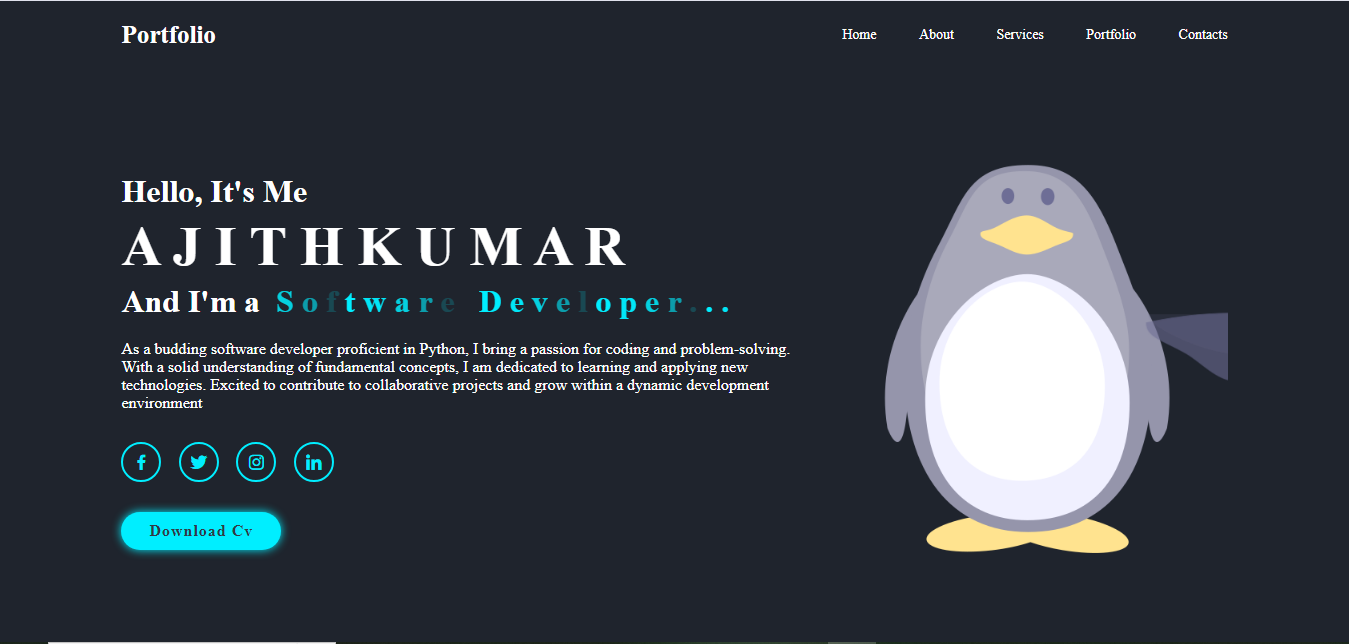 Portfolio
Home About Services Portfolio Contacts
Hello, It's Me
AJITHKUMAR
And I'm a Software Developer...
As a budding software developer proficient in Python, I bring a passion for coding and problem-solving.
With a solid understanding of fundamental concepts, I am dedicated to learning and applying new
technologies. Excited to contribute to collaborative projects and grow within a dynamic development
environment
Download Cv